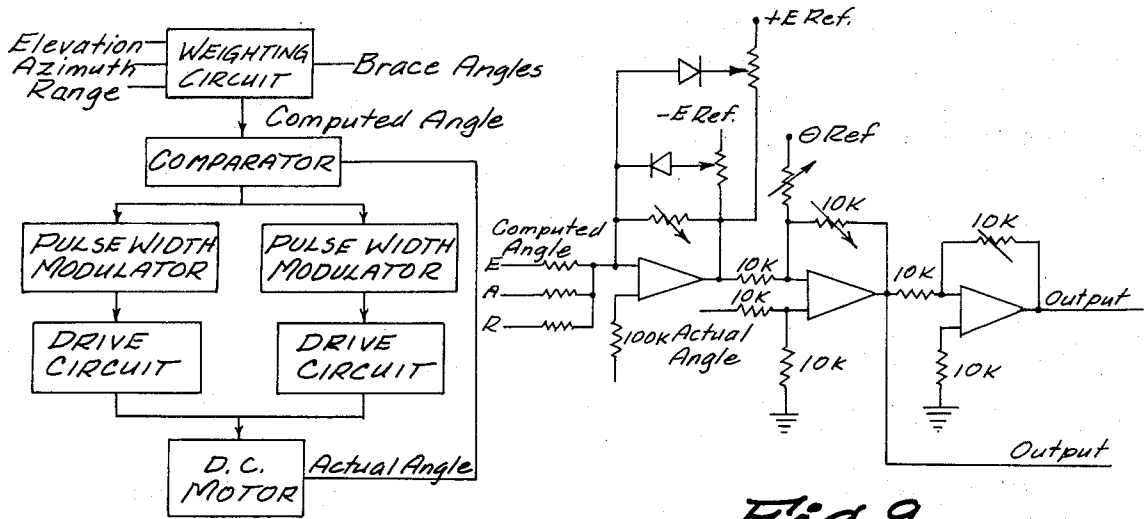 Elevation
Azimuth
Range
WEIGHTING
CIRCUIT
Brace Angles
Computed Angle
COMPARATOR
PULSE WIDTH
MODULATOR
PULSE WIDTH
MODULATOR
DRIVE
CIRCUIT
DRIVE
CIRCUIT
D.C.
MOTOR
Actual Angle
+E Ref.
-E Ref.
Θ Ref
Computed
Angle
E
A
R
100K
Actual
Angle
10K
10K
10K
10K
10K
10K
10K
Output
Output
Fig 9